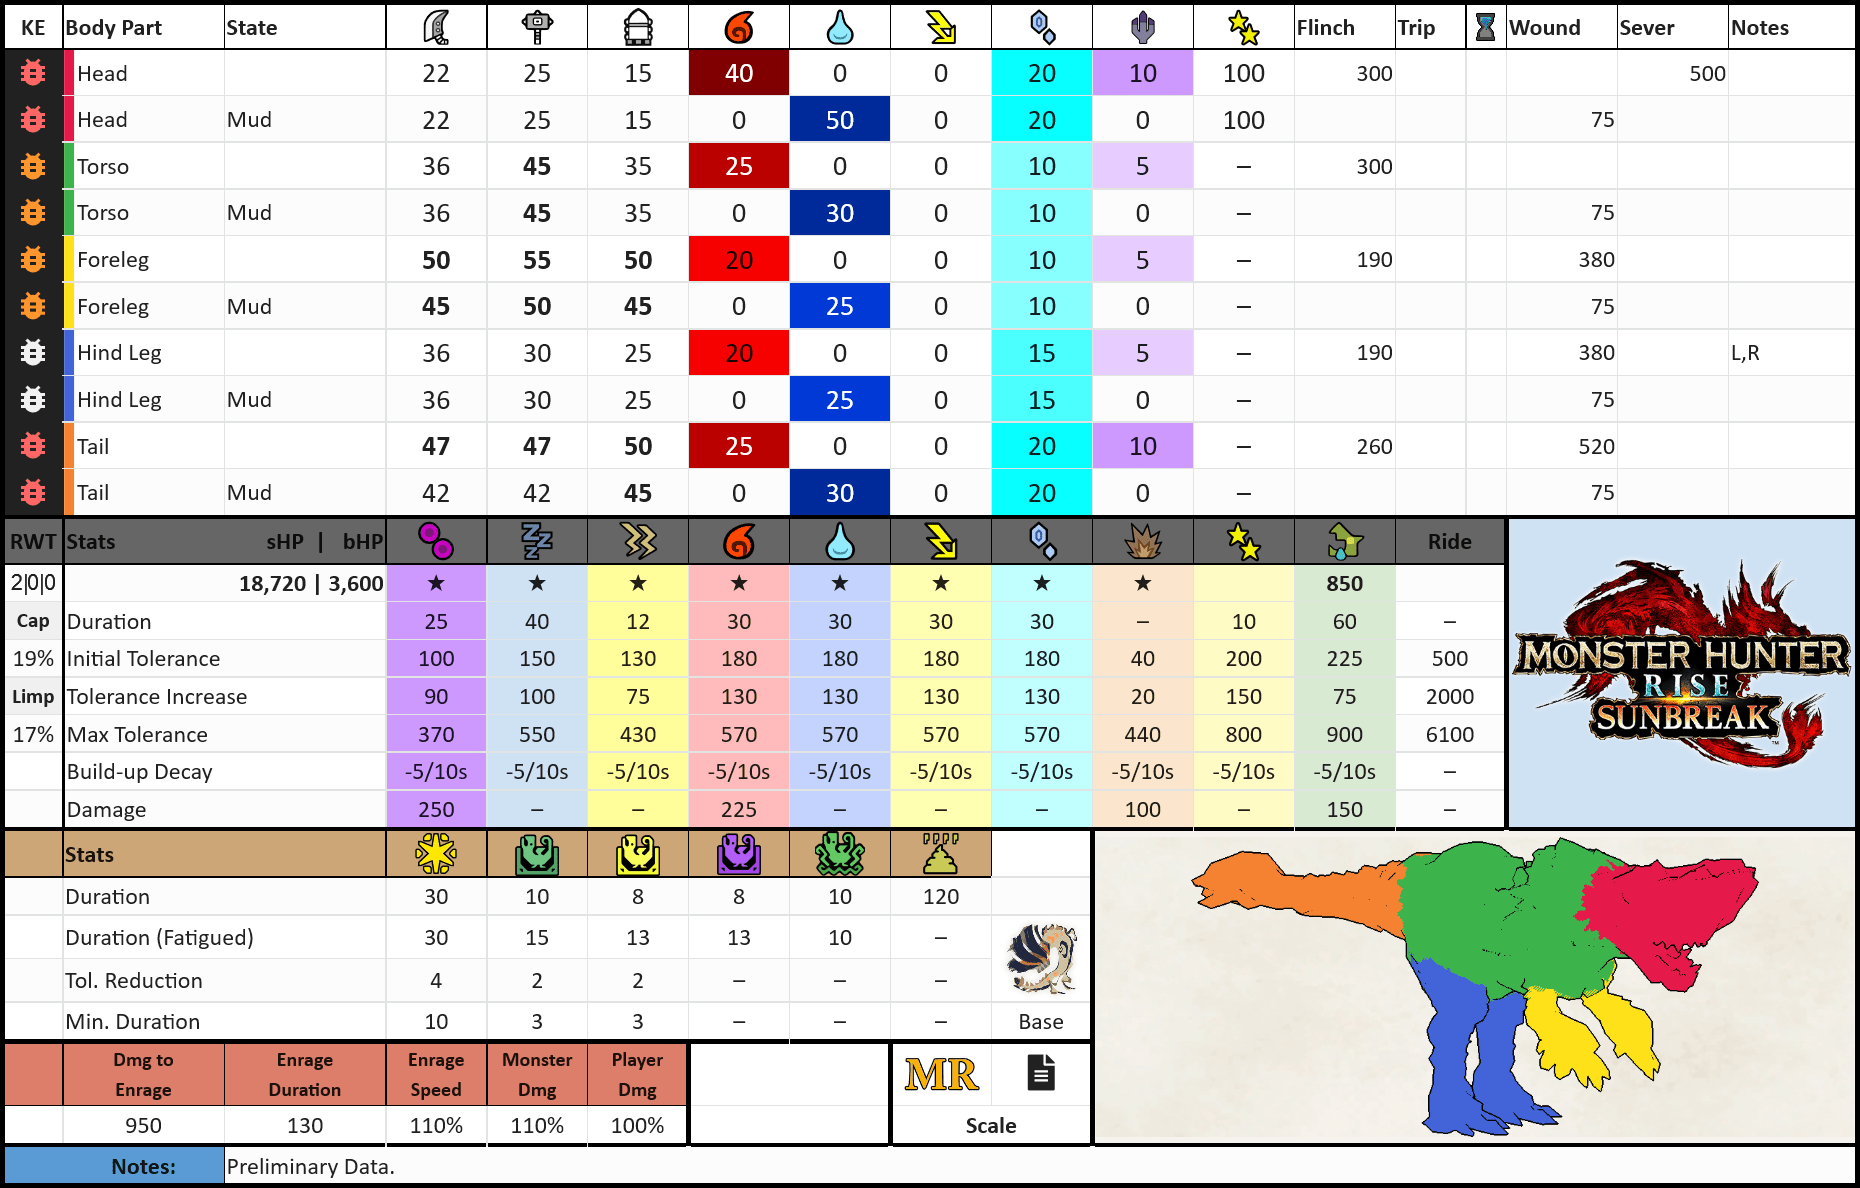 KE Body Part State Flinch Trip Wound Sever Notes
Head 22 25 15 40 0 0 20 10 100 300 500
Head Mud 22 25 15 0 50 0 20 0 100 75
Torso 36 45 35 25 0 0 10 5 – 300
Torso Mud 36 45 35 0 30 0 10 0 – 75
Foreleg 50 55 50 20 0 0 10 5 – 190 380
Foreleg Mud 45 50 45 0 25 0 10 0 – 75
Hind Leg 36 30 25 20 0 0 15 5 – 190 380 L,R
Hind Leg Mud 36 30 25 0 25 0 15 0 – 75
Tail 47 47 50 25 0 0 20 10 – 260 520
Tail Mud 42 42 45 0 30 0 20 0 – 75
RWT Stats sHP | bHP Ride
2|0|0 18,720 | 3,600 ★ ★ ★ ★ ★ ★ ★ ★ 850
Cap Duration 25 40 12 30 30 30 30 – 10 60 –
19% Initial Tolerance 100 150 130 180 180 180 180 40 200 225 500
Limp Tolerance Increase 90 100 75 130 130 130 130 20 150 75 2000
17% Max Tolerance 370 550 430 570 570 570 570 440 800 900 6100
Build-up Decay -5/10s -5/10s -5/10s -5/10s -5/10s -5/10s -5/10s -5/10s -5/10s -5/10s –
Damage 250 – – 225 – – – 100 – 150 –
MONSTER HUNTER
RISE
SUNBREAK
™
Stats
Duration 30 10 8 8 10 120
Duration (Fatigued) 30 15 13 13 10 –
Tol. Reduction 4 2 2 – – –
Min. Duration 10 3 3 – – – Base
Dmg to Enrage Enrage Monster Player
Enrage Duration Speed Dmg Dmg
MR
950 130 110% 110% 100% Scale
Notes: Preliminary Data.